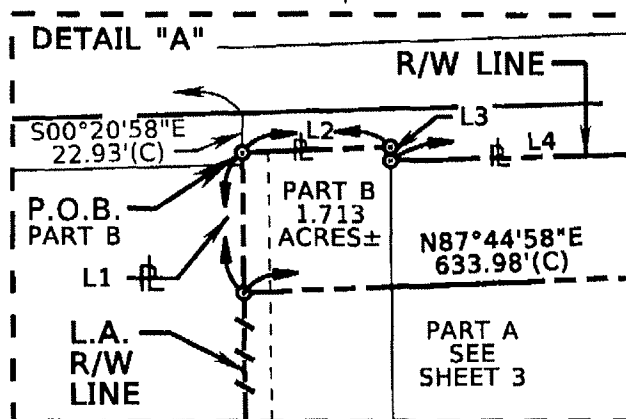 DETAIL "A"
R/W LINE
S00°20'58"E
22.93'(C)
L2
L3
L4
P.O.B.
PART B
PART B
1.713
ACRES±
L1
N87°44'58"E
633.98'(C)
L.A.
R/W
LINE
PART A
SEE
SHEET 3